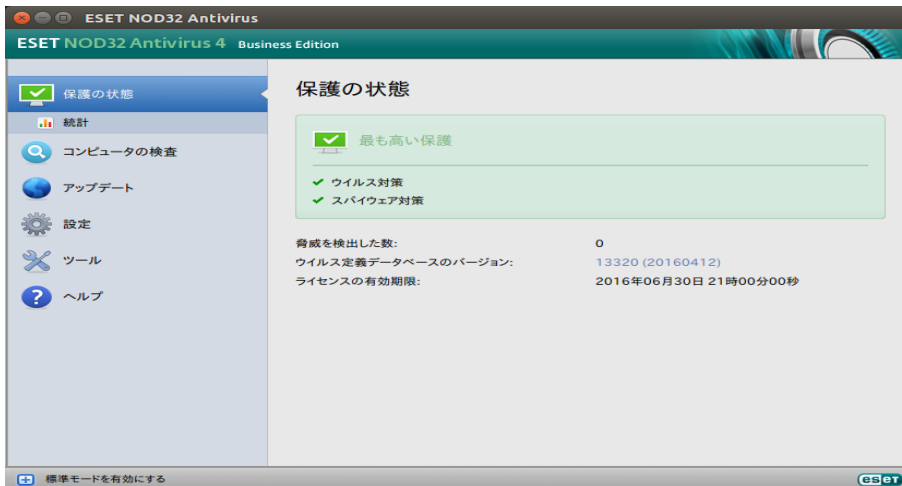 ESET NOD32 Antivirus
ESET NOD32 Antivirus 4 Business Edition
保護の状態
統計
コンピュータの検査
アップデート
設定
ツール
ヘルプ
保護の状態
最も高い保護
ウイルス対策
スパイウェア対策
脅威を検出した数: 0
ウイルス定義データベースのバージョン: 13320 (20160412)
ライセンスの有効期限: 2016年06月30日 21時00分00秒
標準モードを有効にする
eseT